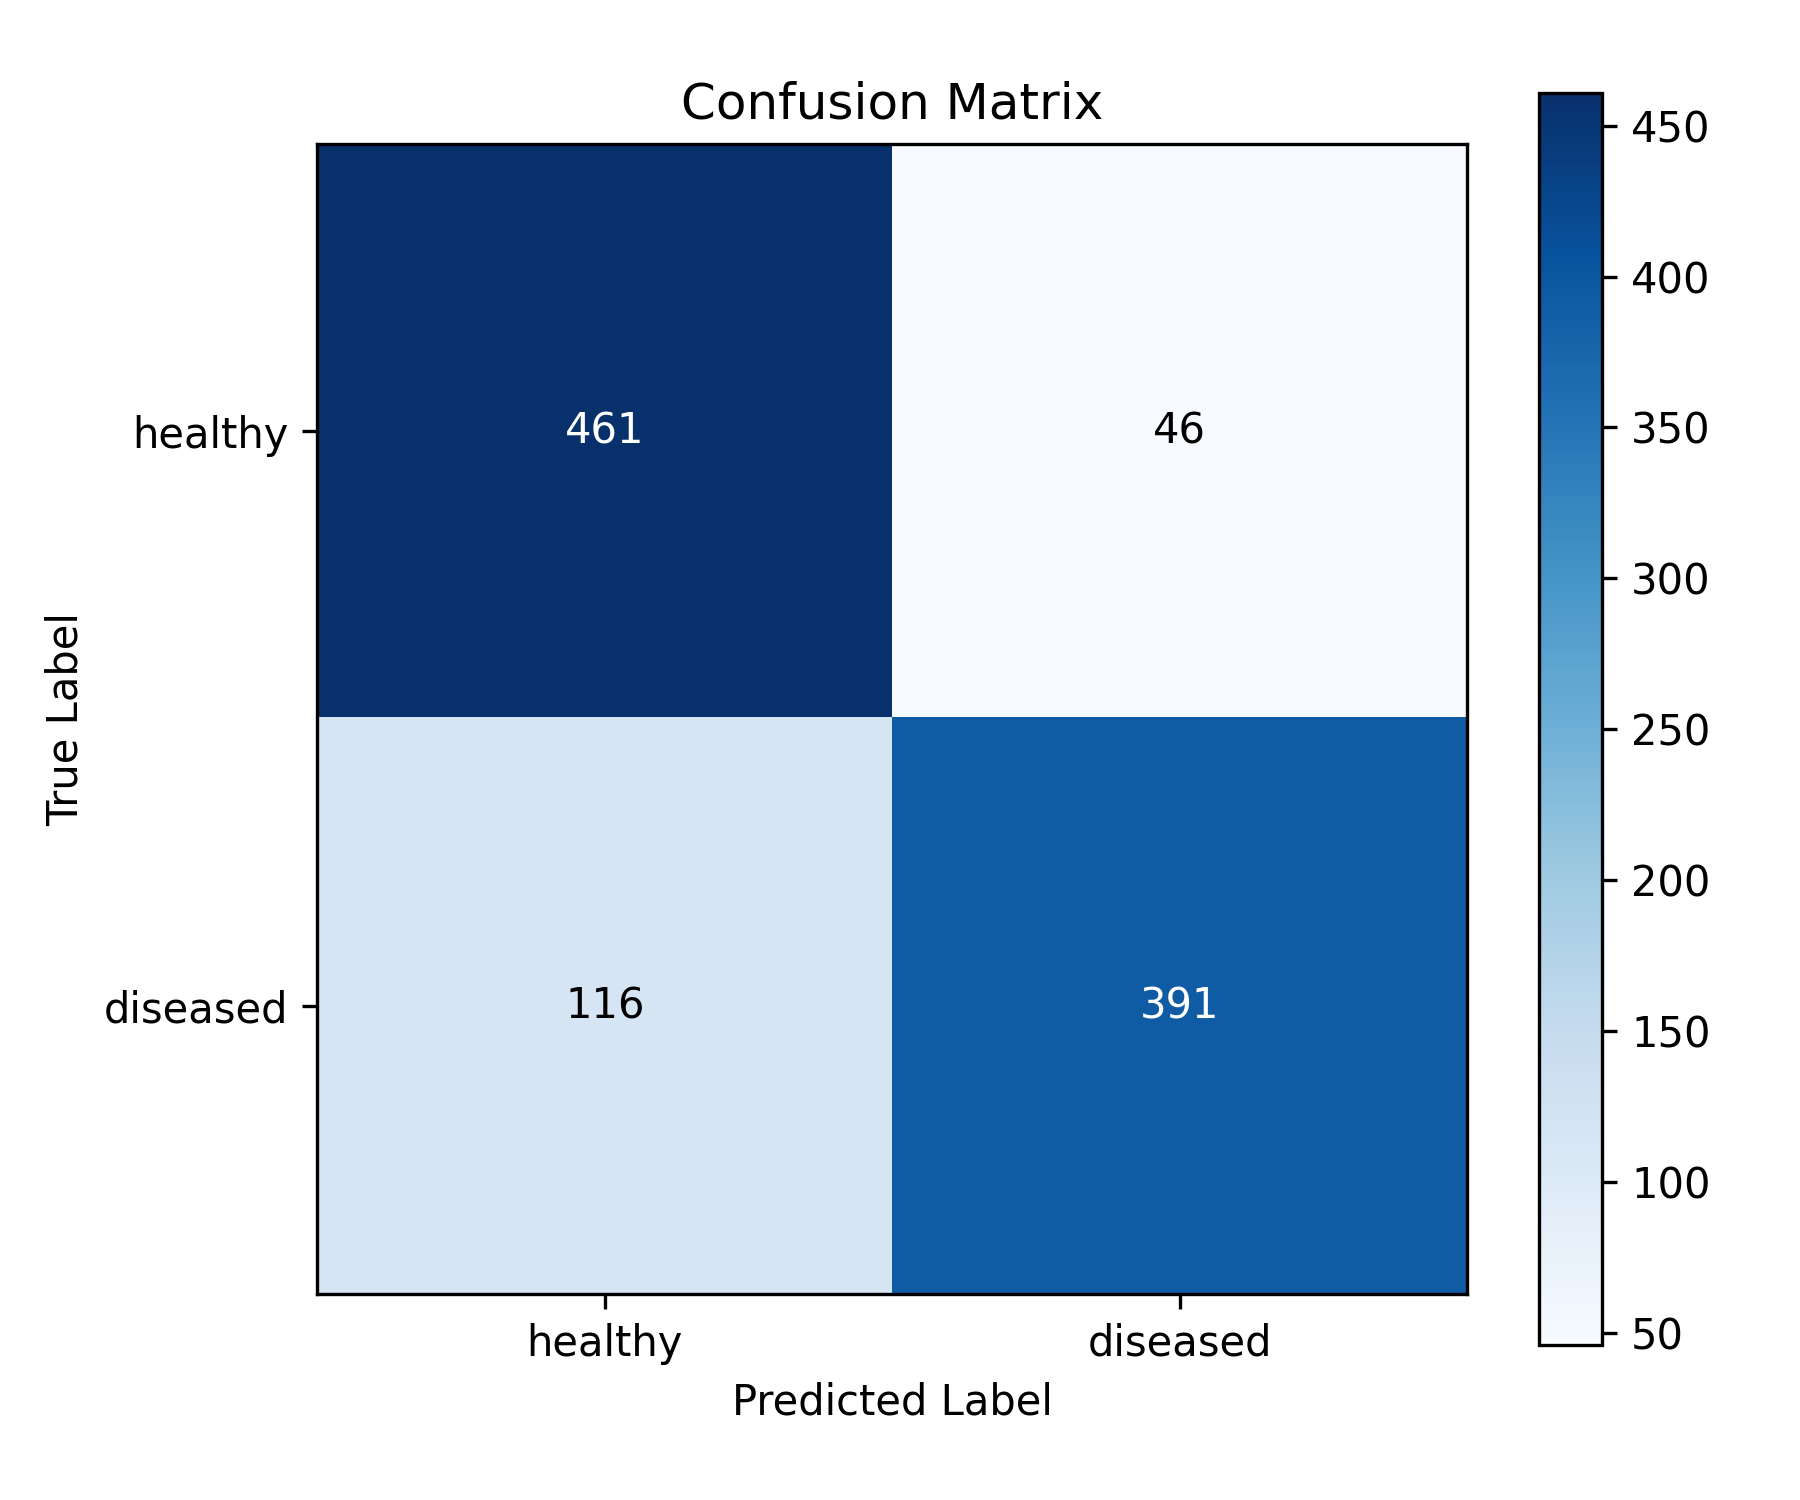 Confusion Matrix
450
400
350
300
250
200
150
100
50
True Label
healthy
461
46
diseased
116
391
healthy
diseased
Predicted Label